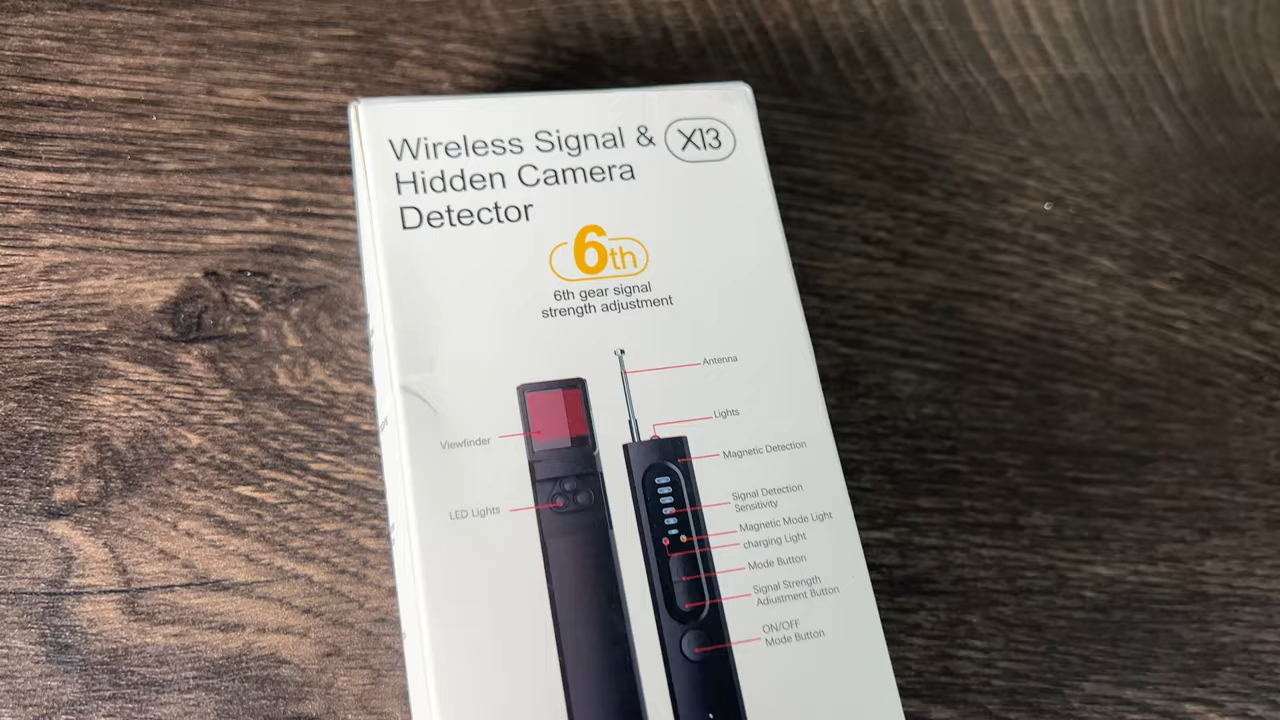 Wireless Signal & X13
Hidden Camera
Detector
6th
6th gear signal
strength adjustment
Antenna
Lights
Viewfinder
Magnetic Detection
LED Lights
Signal Detection
Sensitivity
Magnetic Mode Light
charging Light
Mode Button
Signal Strength
Adiustment Button
ON/OFF
Mode Button